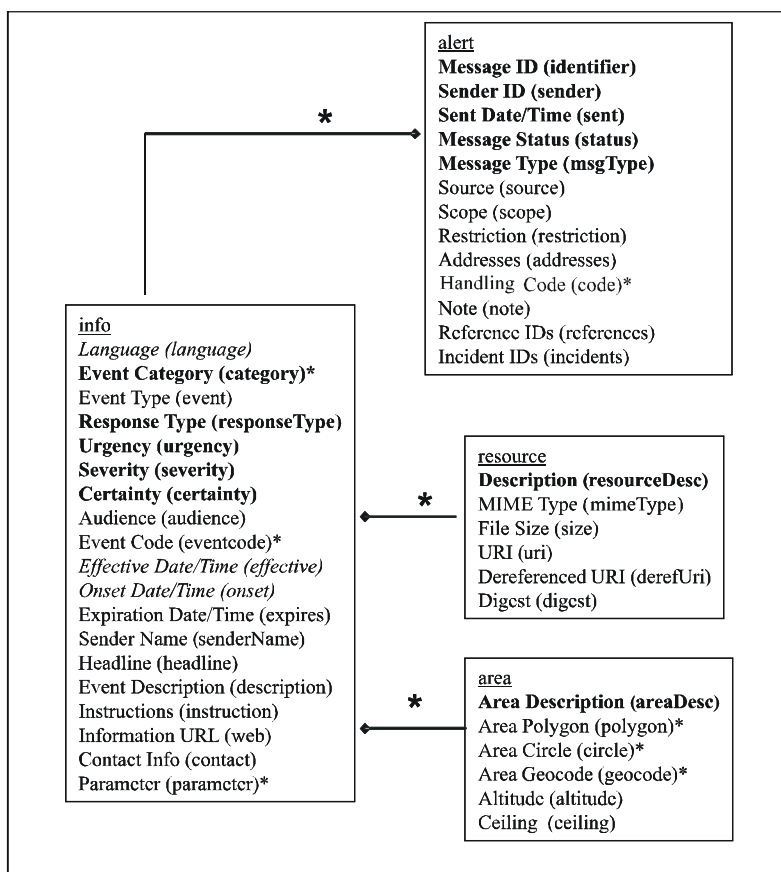 alert
Message ID (identifier)
Sender ID (sender)
Sent Date/Time (sent)
Message Status (status)
Message Type (msgType)
Source (source)
Scope (scope)
Restriction (restriction)
Addresses (addresses)
Handling Code (code)*
Note (note)
Reference IDs (references)
Incident IDs (incidents)
*
info
Language (language)
Event Category (category)*
Event Type (event)
Response Type (responseType)
Urgency (urgency)
Severity (severity)
Certainty (certainty)
Audience (audience)
Event Code (eventcode)*
Effective Date/Time (effective)
Onset Date/Time (onset)
Expiration Date/Time (expires)
Sender Name (senderName)
Headline (headline)
Event Description (description)
Instructions (instruction)
Information URL (web)
Contact Info (contact)
Parameter (parameter)*
*
resource
Description (resourceDesc)
MIME Type (mimeType)
File Size (size)
URI (uri)
Dereferenced URI (derefUri)
Digest (digest)
*
area
Area Description (areaDesc)
Area Polygon (polygon)*
Area Circle (circle)*
Area Geocode (geocode)*
Altitude (altitude)
Ceiling (ceiling)